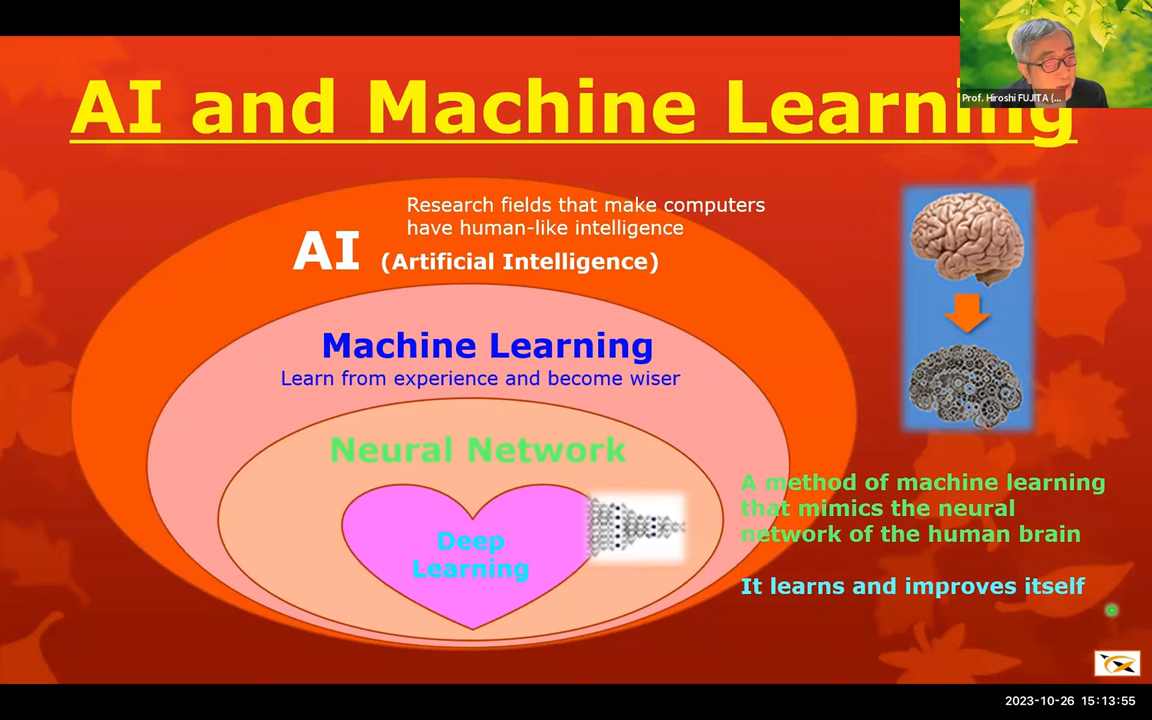 AI and Machine Learning
Prof. Hiroshi FUJITA (...
Research fields that make computers
have human-like intelligence
AI (Artificial Intelligence)
Machine Learning
Learn from experience and become wiser
Neural Network
Deep
Learning
A method of machine learning
that mimics the neural
network of the human brain
It learns and improves itself
2023-10-26 15:13:55